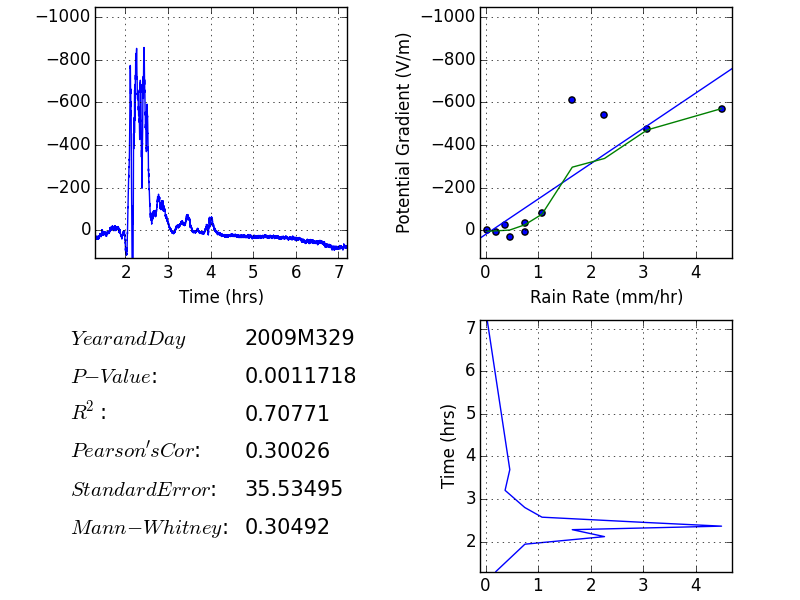 −1000
−800
−600
−400
−200
0
2 3 4 5 6 7
Time (hrs)
−1000
−800
−600
−400
−200
0
Potential Gradient (V/m)
0 1 2 3 4
Rain Rate (mm/hr)
YearandDay 2009M329
P−Value: 0.0011718
R²: 0.70771
Pearson'sCor: 0.30026
StandardError: 35.53495
Mann−Whitney: 0.30492
7
6
5
4
3
2
Time (hrs)
0 1 2 3 4